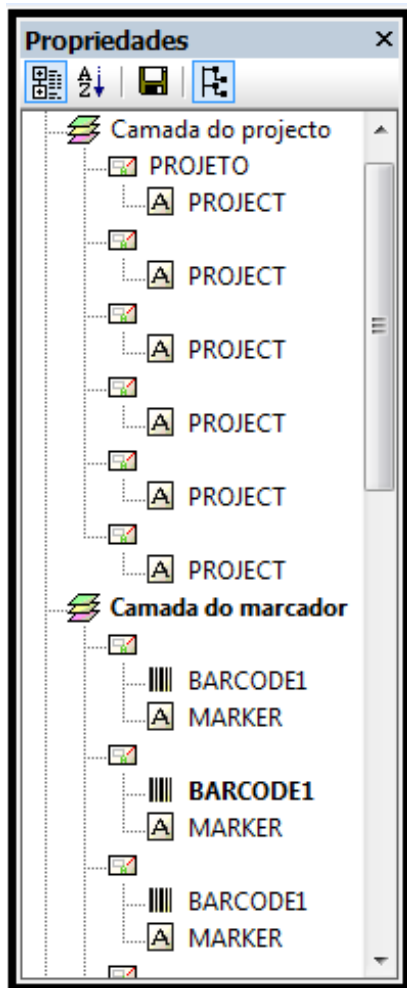 Propriedades
Camada do projecto
PROJETO
PROJECT
PROJECT
PROJECT
PROJECT
PROJECT
PROJECT
Camada do marcador
BARCODE1
MARKER
BARCODE1
MARKER
BARCODE1
MARKER